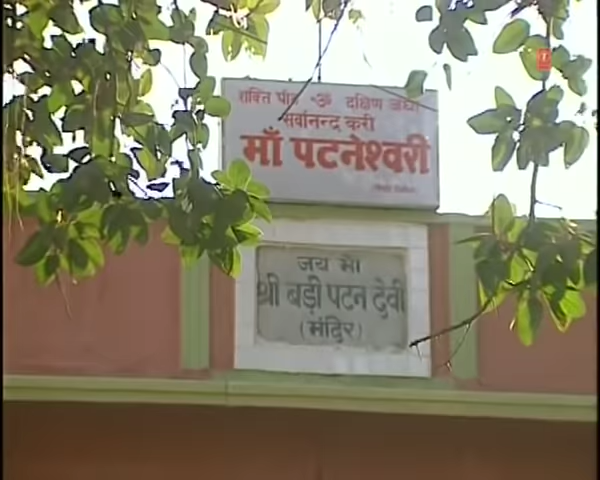 शक्ति पीठ ॐ दक्षिण जंघा
सर्वानन्द करी
माँ पटनेश्वरी
जय माँ
श्री बड़ी पटन देवी
(मंदिर)